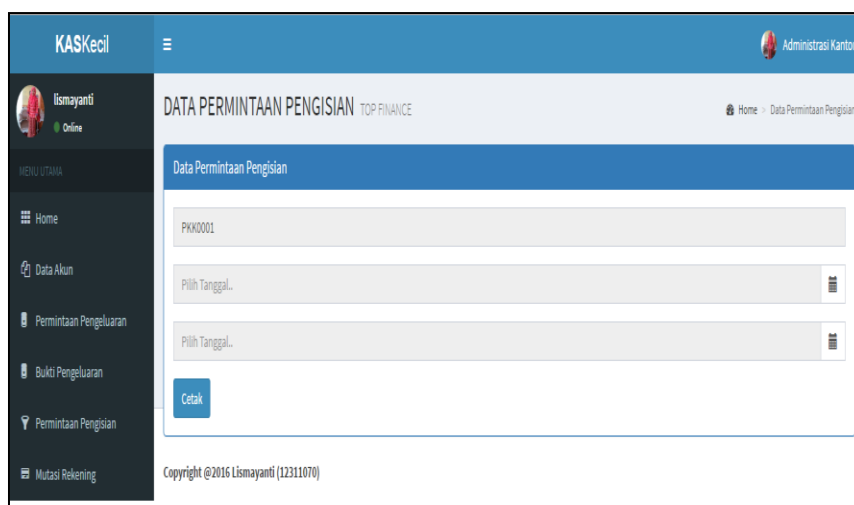 KASKecil
Administrasi Kantor
lismayanti
Online
DATA PERMINTAAN PENGISIAN TOP FINANCE
Home > Data Permintaan Pengisian
MENU UTAMA
Data Permintaan Pengisian
Home
PKK0001
Data Akun
Pilih Tanggal..
Permintaan Pengeluaran
Pilih Tanggal..
Bukti Pengeluaran
Cetak
Permintaan Pengisian
Mutasi Rekening
Copyright @2016 Lismayanti (12311070)